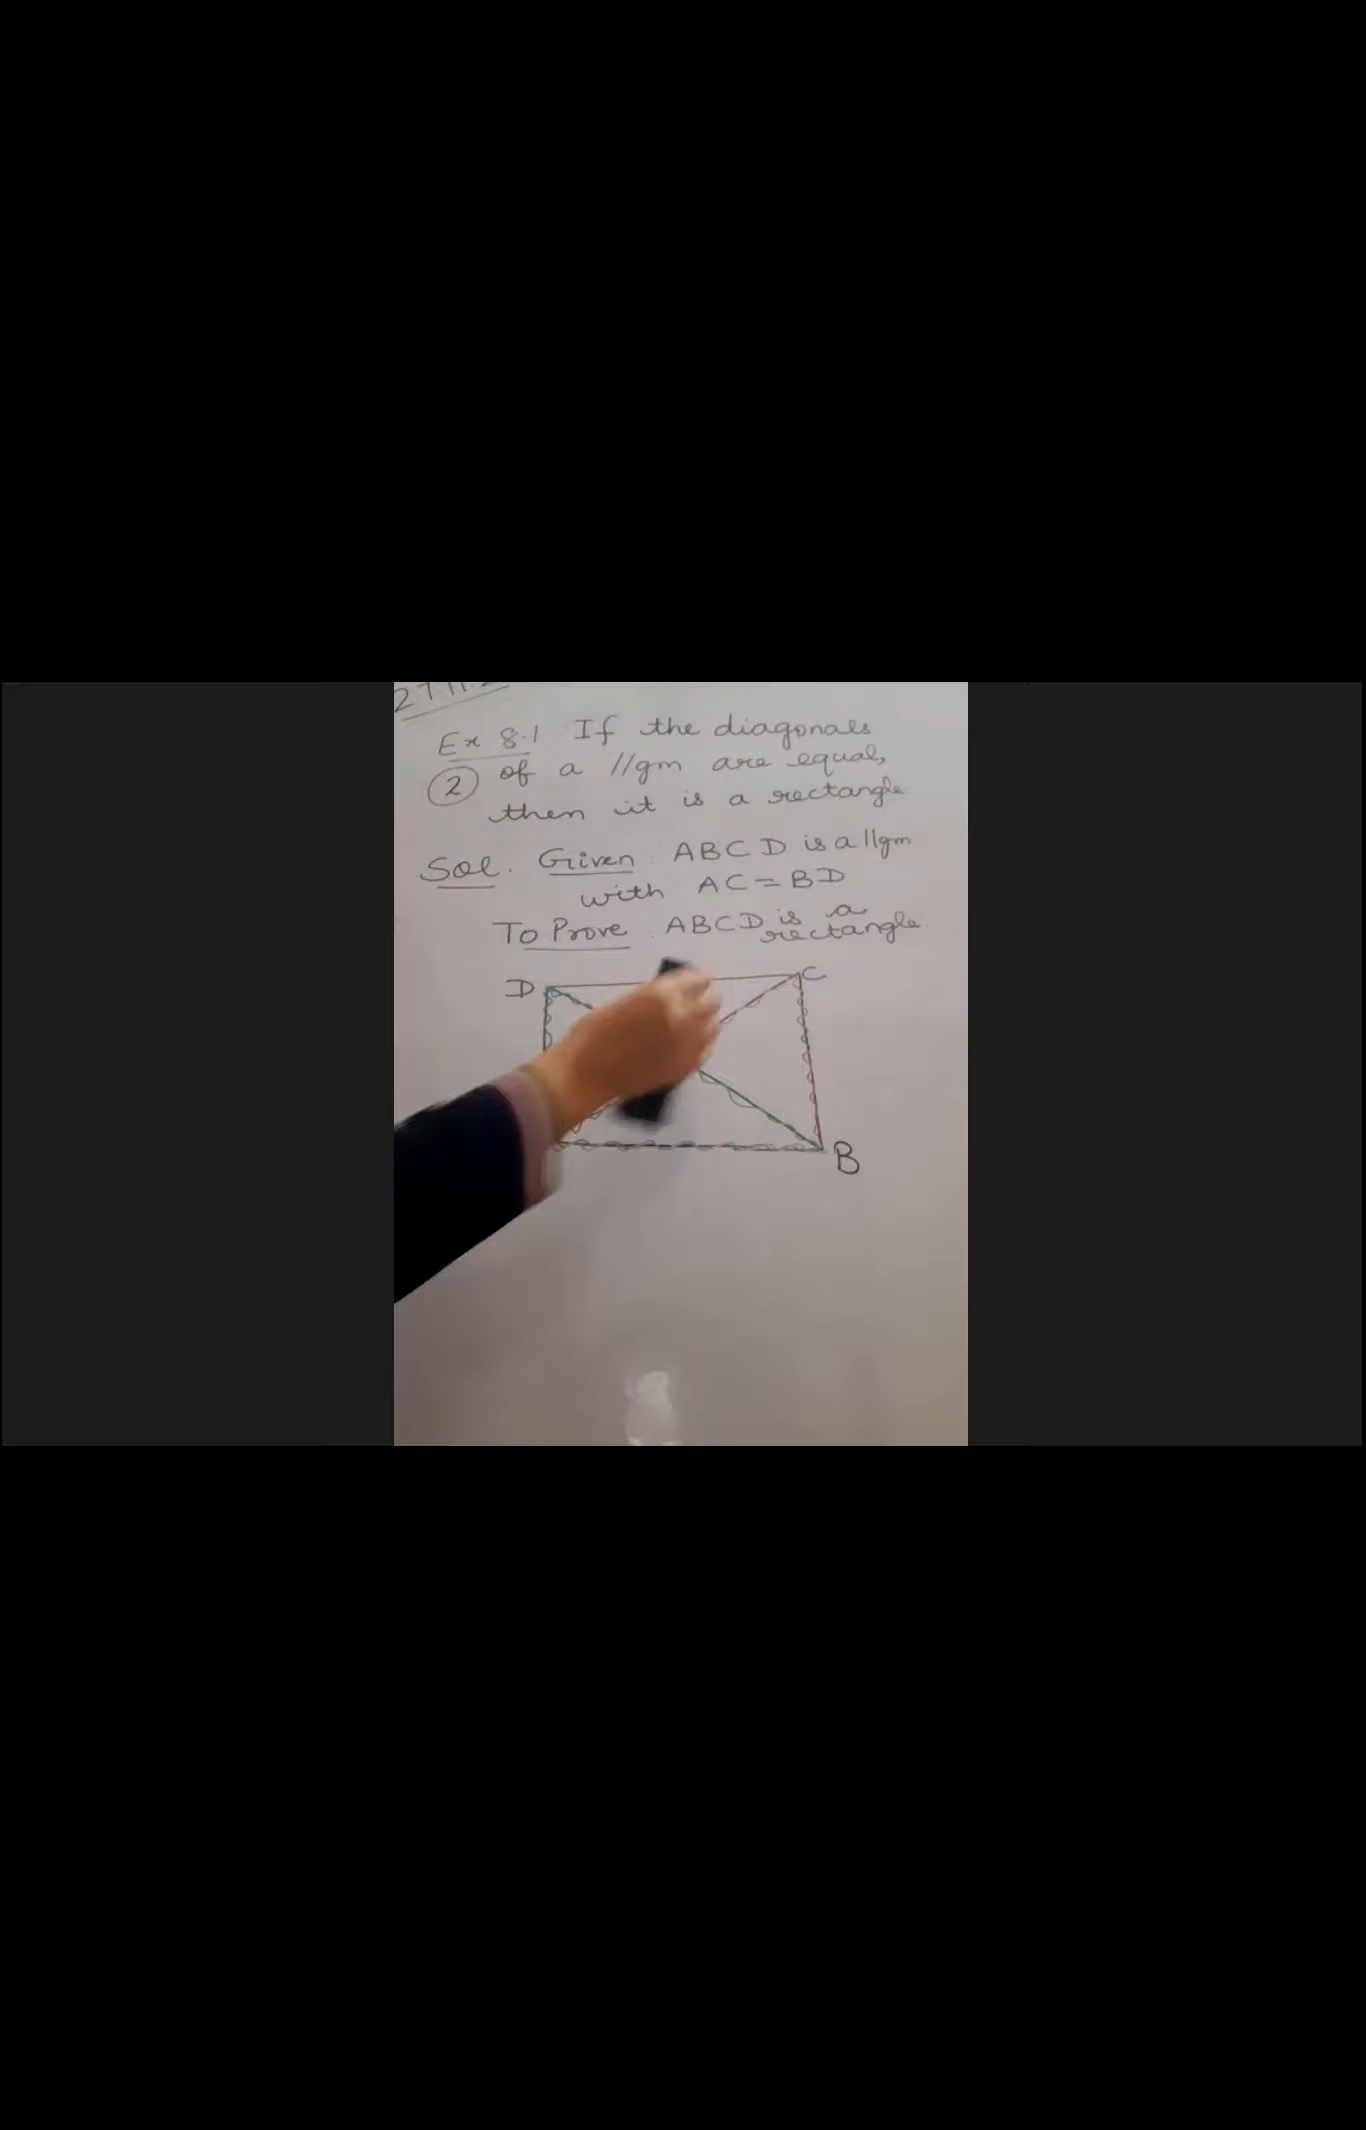 Ex 8.1 If the diagonals
② of a //gm are equal,
then it is a rectangle
Sol. Given. ABCD is a llgm
with AC = BD
To Prove. ABCD is a
rectangle
D C
B